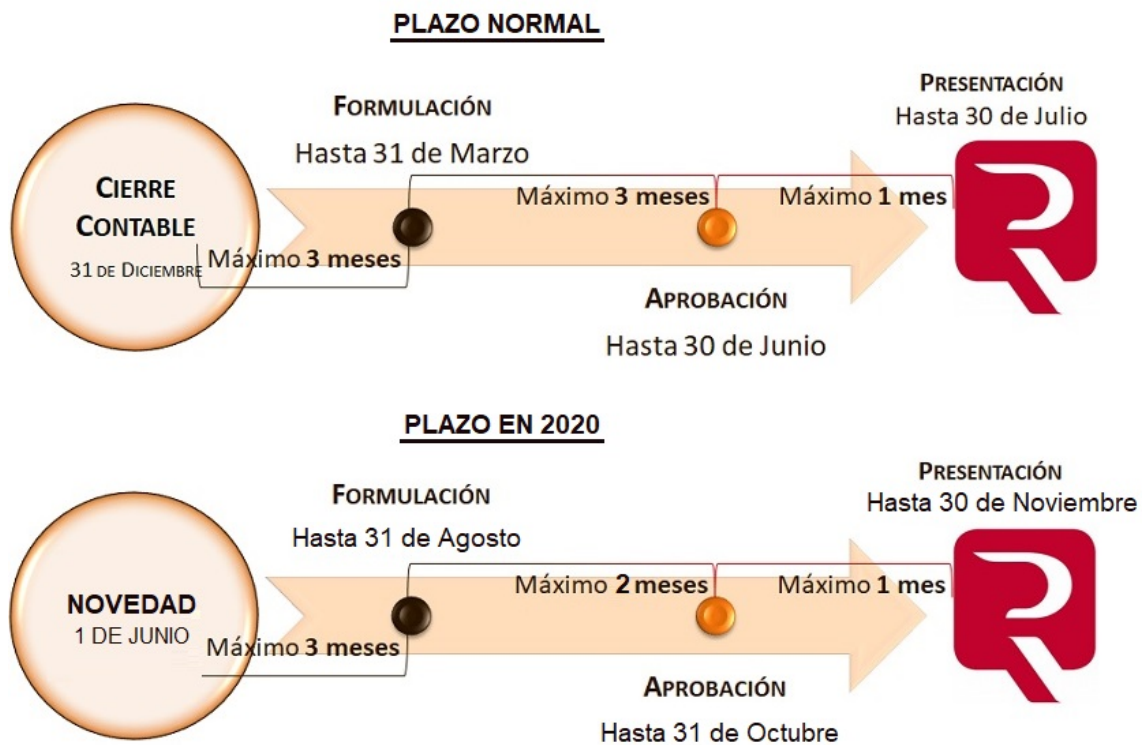 PLAZO NORMAL
PRESENTACIÓN
Hasta 30 de Julio
FORMULACIÓN
Hasta 31 de Marzo
CIERRE
CONTABLE
31 DE DICIEMBRE
Máximo 3 meses
Máximo 3 meses
Máximo 1 mes
APROBACIÓN
Hasta 30 de Junio
PLAZO EN 2020
PRESENTACIÓN
Hasta 30 de Noviembre
FORMULACIÓN
Hasta 31 de Agosto
NOVEDAD
1 DE JUNIO
Máximo 3 meses
Máximo 2 meses
Máximo 1 mes
APROBACIÓN
Hasta 31 de Octubre